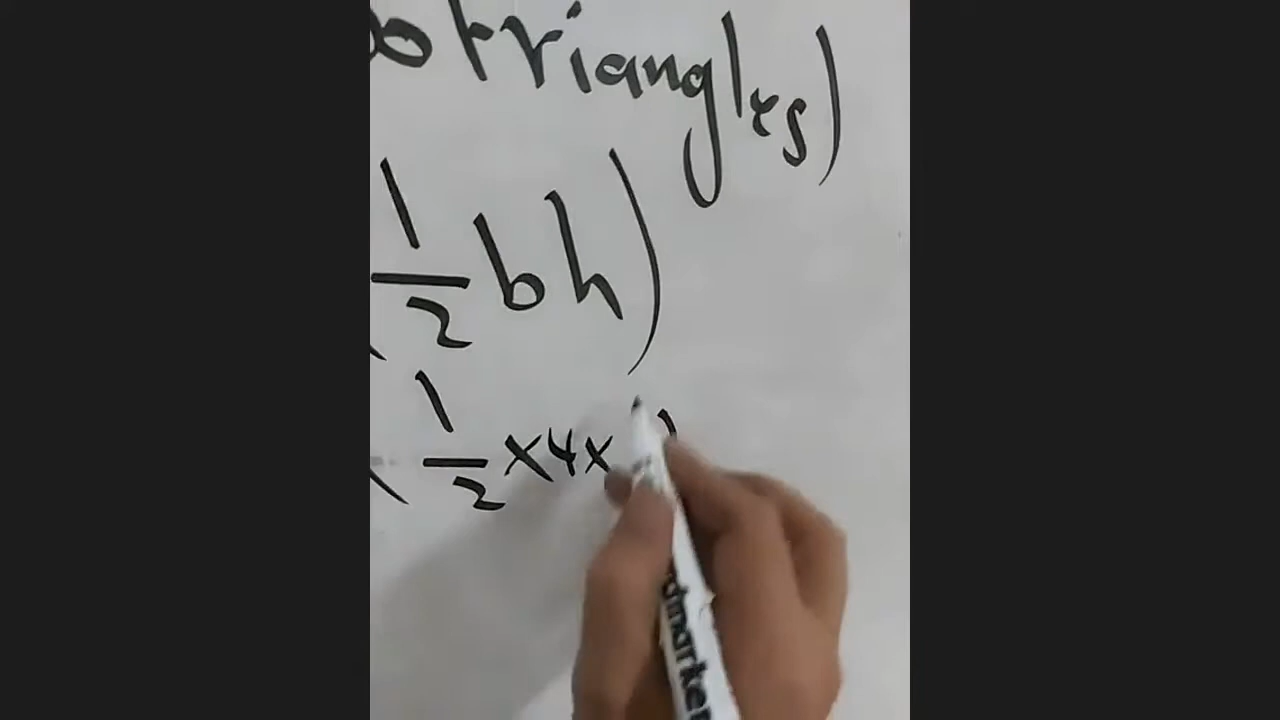 triangles)
1/2 bh)
( 1/2 x4x